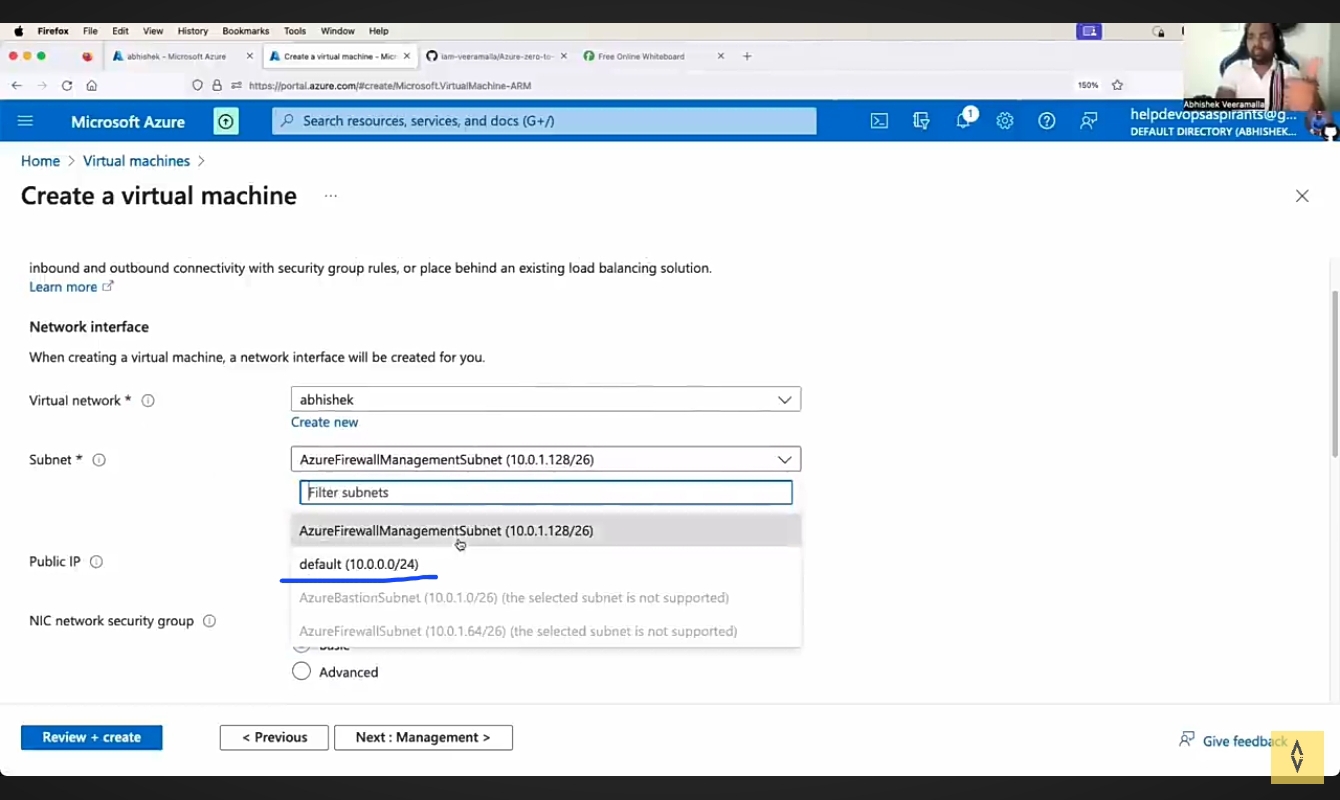 Firefox File Edit View History Bookmarks Tools Window Help
abhishek - Microsoft Azure
Create a virtual machine - Micr
iam-veeramalla/Azure-zero-to-
Free Online Whiteboard
https://portal.azure.com/#create/Microsoft.VirtualMachine-ARM
150%
Abhishek Veeramalla
Microsoft Azure
Search resources, services, and docs (G+/)
1
helpdevopsaspirants@g...
DEFAULT DIRECTORY (ABHISHEK...
Home > Virtual machines >
Create a virtual machine ...
inbound and outbound connectivity with security group rules, or place behind an existing load balancing solution.
Learn more
Network interface
When creating a virtual machine, a network interface will be created for you.
Virtual network *
abhishek
Create new
Subnet *
AzureFirewallManagementSubnet (10.0.1.128/26)
Filter subnets
AzureFirewallManagementSubnet (10.0.1.128/26)
default (10.0.0.0/24)
Public IP
AzureBastionSubnet (10.0.1.0/26) (the selected subnet is not supported)
NIC network security group
AzureFirewallSubnet (10.0.1.64/26) (the selected subnet is not supported)
Basic
Advanced
Review + create
< Previous
Next : Management >
Give feedback